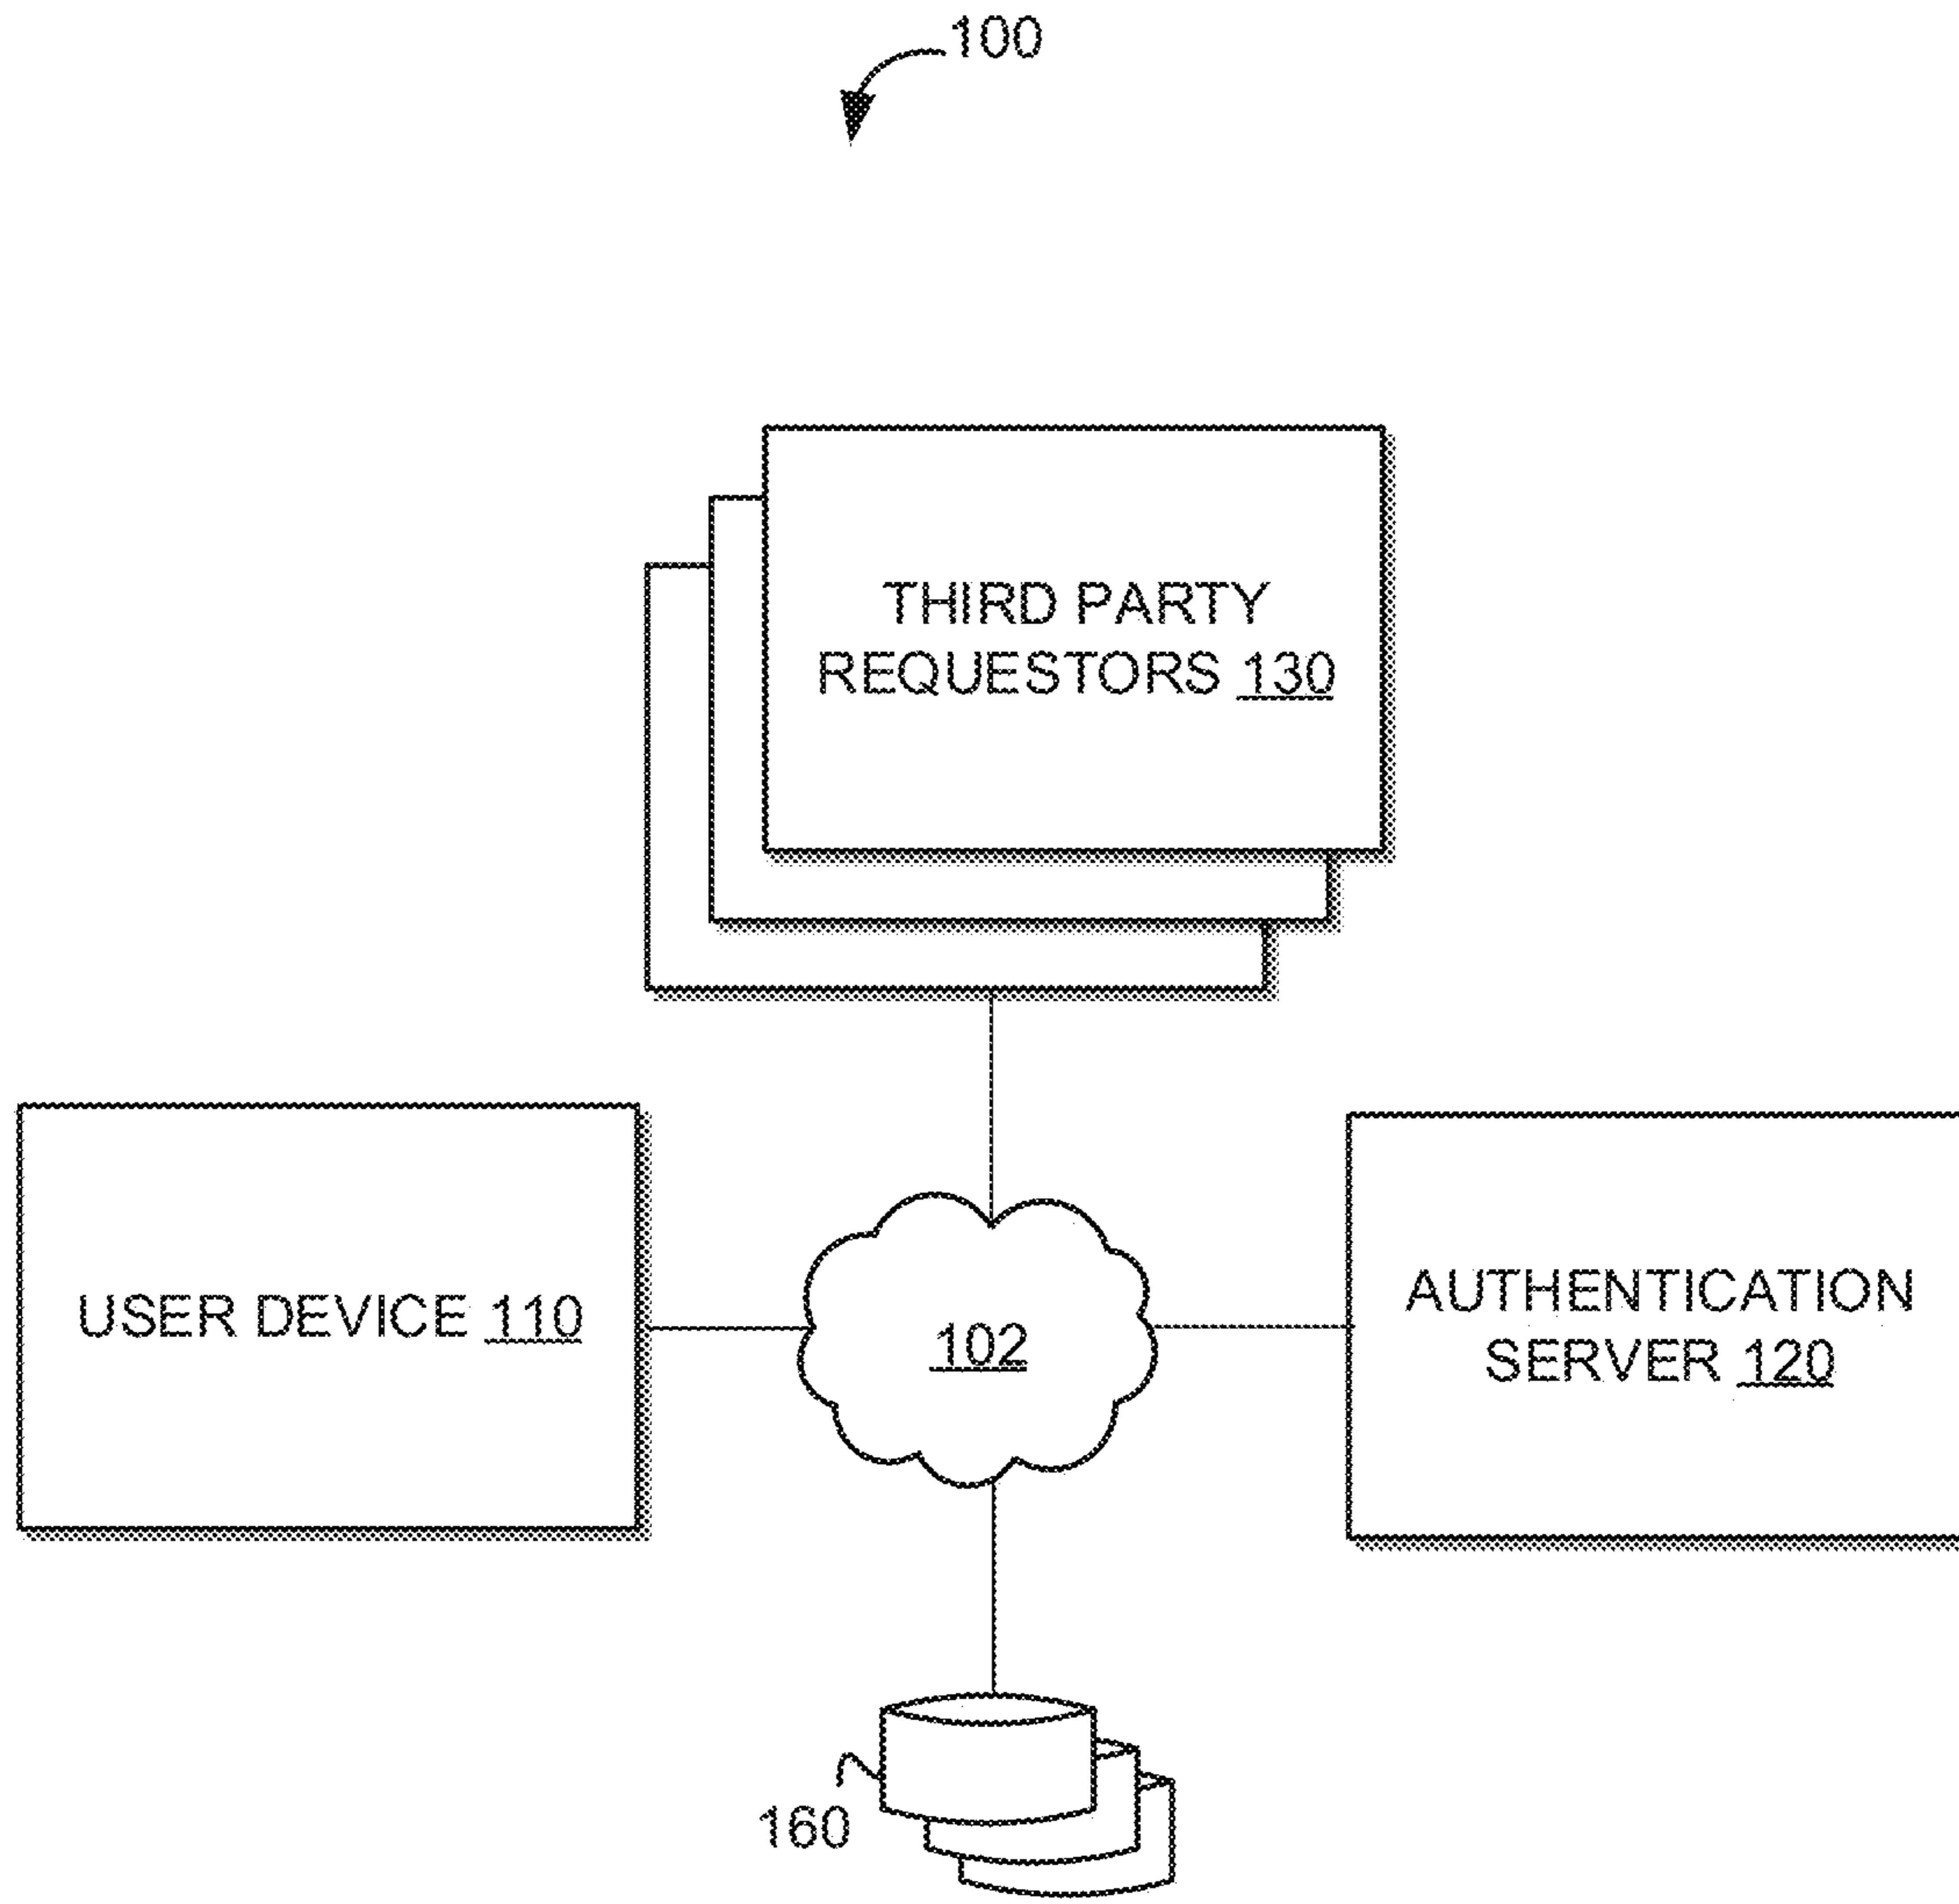 100
THIRD PARTY
REQUESTORS 130
USER DEVICE 110
102
AUTHENTICATION
SERVER 120
160